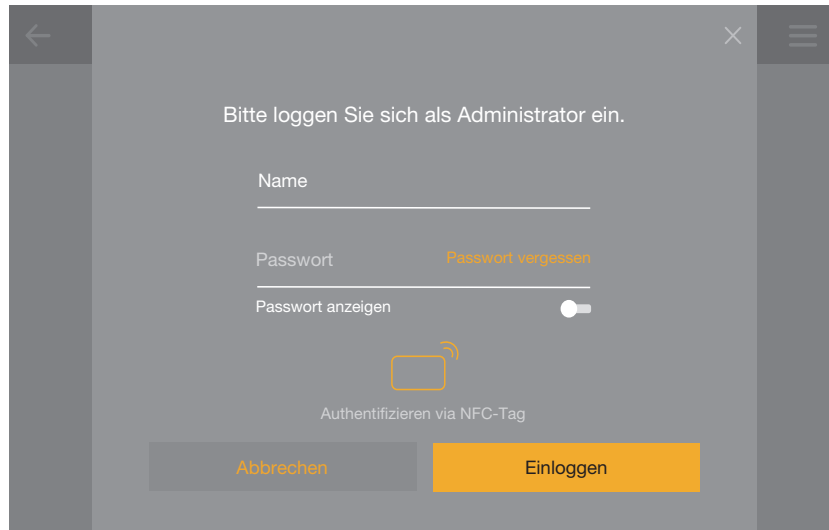 Bitte loggen Sie sich als Administrator ein.
Name
Passwort Passwort vergessen
Passwort anzeigen
Authentifizieren via NFC-Tag
Abbrechen Einloggen